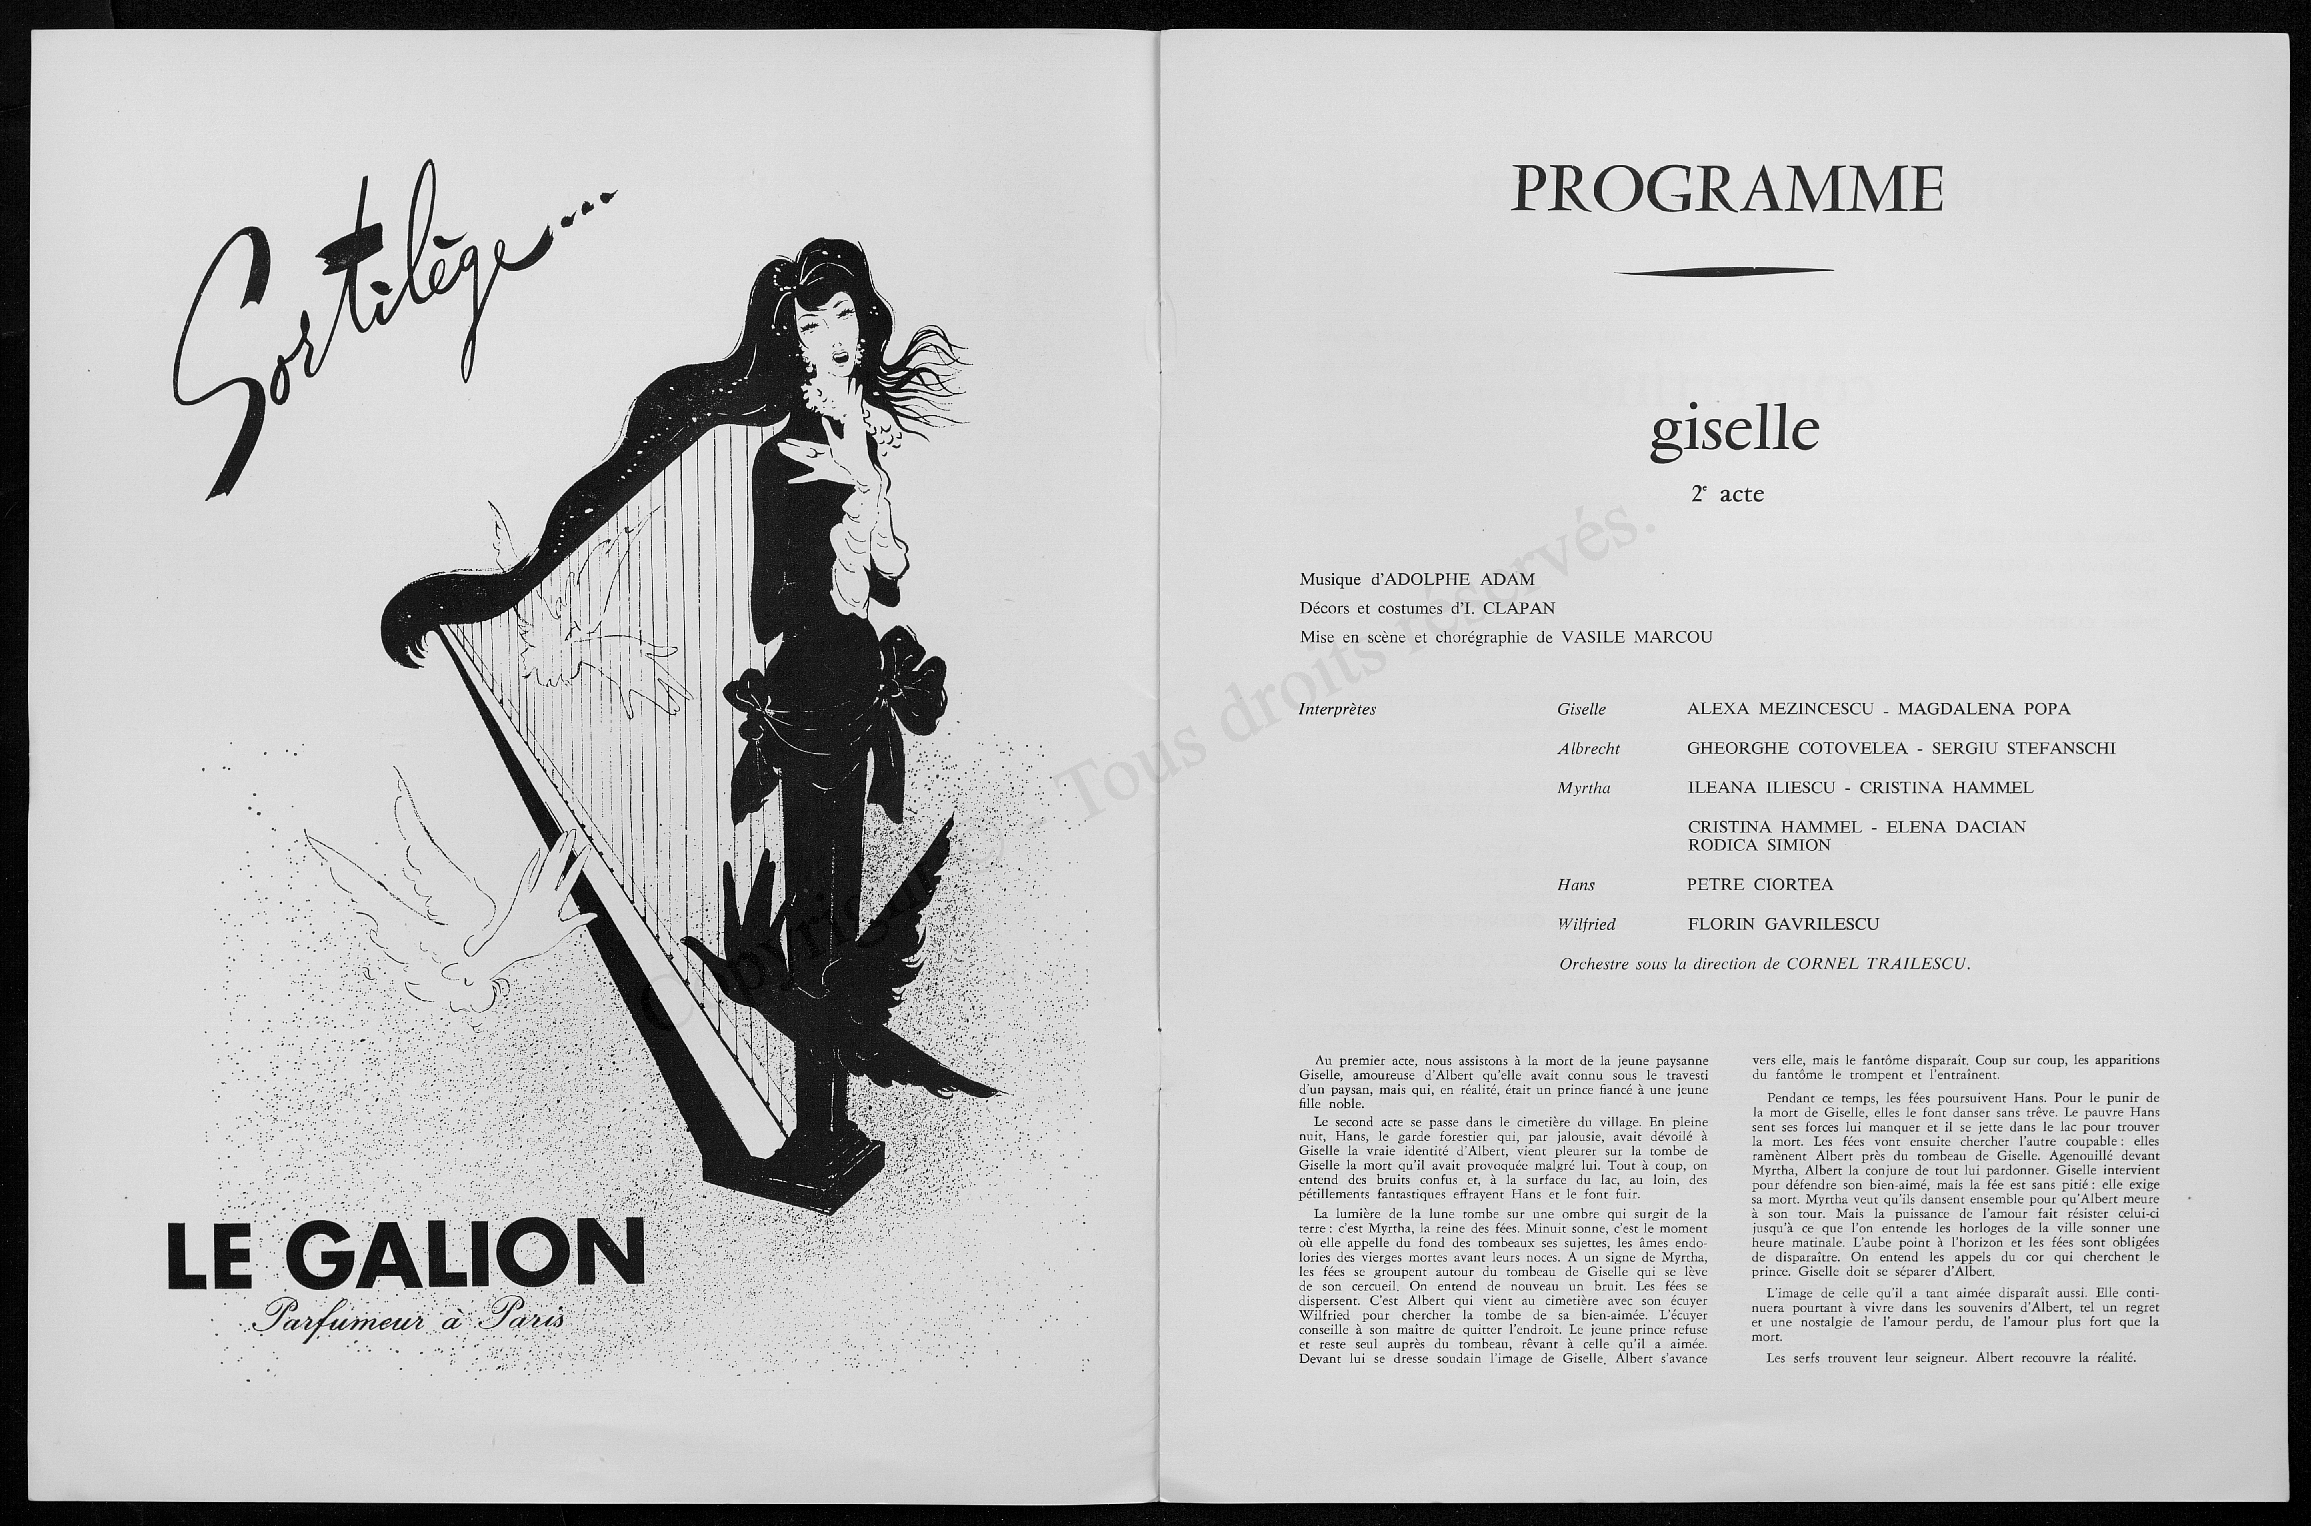 Sortilège...
LE GALION
Parfumeur à Paris
PROGRAMME
giselle
2e acte
Musique d'ADOLPHE ADAM
Décors et costumes d'I. CLAPAN
Mise en scène et chorégraphie de VASILE MARCOU
Interprètes
Giselle ALEXA MEZINCESCU - MAGDALENA POPA
Albrecht GHEORGHE COTOVELEA - SERGIU STEFANSCHI
Myrtha ILEANA ILIESCU - CRISTINA HAMMEL
CRISTINA HAMMEL - ELENA DACIAN
RODICA SIMION
Hans PETRE CIORTEA
Wilfried FLORIN GAVRILESCU
Orchestre sous la direction de CORNEL TRAILESCU.
Au premier acte, nous assistons à la mort de la jeune paysanne
Giselle, amoureuse d'Albert qu'elle avait connu sous le travesti
d'un paysan, mais qui, en réalité, était un prince fiancé à une jeune
fille noble.
Le second acte se passe dans le cimetière du village. En pleine
nuit, Hans, le garde forestier qui, par jalousie, avait dévoilé à
Giselle la vraie identité d'Albert, vient pleurer sur la tombe de
Giselle la mort qu'il avait provoquée malgré lui. Tout à coup, on
entend des bruits confus et, à la surface du lac, au loin, des
pétillements fantastiques effrayent Hans et le font fuir.
La lumière de la lune tombe sur une ombre qui surgit de la
terre : c'est Myrtha, la reine des fées. Minuit sonne, c'est le moment
où elle appelle du fond des tombeaux ses sujettes, les âmes endo-
lories des vierges mortes avant leurs noces. A un signe de Myrtha,
les fées se groupent autour du tombeau de Giselle qui se lève
de son cercueil. On entend de nouveau un bruit. Les fées se
dispersent. C'est Albert qui vient au cimetière avec son écuyer
Wilfried pour chercher la tombe de sa bien-aimée. L'écuyer
conseille à son maître de quitter l'endroit. Le jeune prince refuse
et reste seul auprès du tombeau, rêvant à celle qu'il a aimée.
Devant lui se dresse soudain l'image de Giselle. Albert s'avance
vers elle, mais le fantôme disparaît. Coup sur coup, les apparitions
du fantôme le trompent et l'entraînent.
Pendant ce temps, les fées poursuivent Hans. Pour le punir de
la mort de Giselle, elles le font danser sans trêve. Le pauvre Hans
sent ses forces lui manquer et il se jette dans le lac pour trouver
la mort. Les fées vont ensuite chercher l'autre coupable : elles
ramènent Albert près du tombeau de Giselle. Agenouillé devant
Myrtha, Albert la conjure de tout lui pardonner. Giselle intervient
pour défendre son bien-aimé, mais la fée est sans pitié : elle exige
sa mort. Myrtha veut qu'ils dansent ensemble pour qu'Albert meure
à son tour. Mais la puissance de l'amour fait résister celui-ci
jusqu'à ce que l'on entende les horloges de la ville sonner une
heure matinale. L'aube point à l'horizon et les fées sont obligées
de disparaître. On entend les appels du cor qui cherchent le
prince. Giselle doit se séparer d'Albert.
L'image de celle qu'il a tant aimée disparaît aussi. Elle conti-
nuera pourtant à vivre dans les souvenirs d'Albert, tel un regret
et une nostalgie de l'amour perdu, de l'amour plus fort que la
mort.
Les serfs trouvent leur seigneur. Albert recouvre la réalité.
Copyright © - Tous droits réservés.